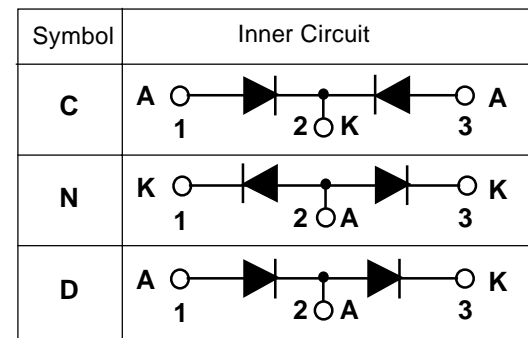 Symbol Inner Circuit
C A K A
1 2 3
N K A K
1 2 3
D A A K
1 2 3